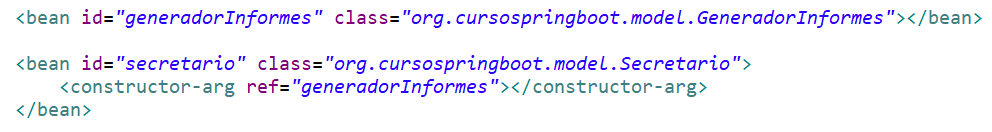 <bean id="generadorInformes" class="org.cursospringboot.model.GeneradorInformes"></bean>
<bean id="secretario" class="org.cursospringboot.model.Secretario">
    <constructor-arg ref="generadorInformes"></constructor-arg>
</bean>